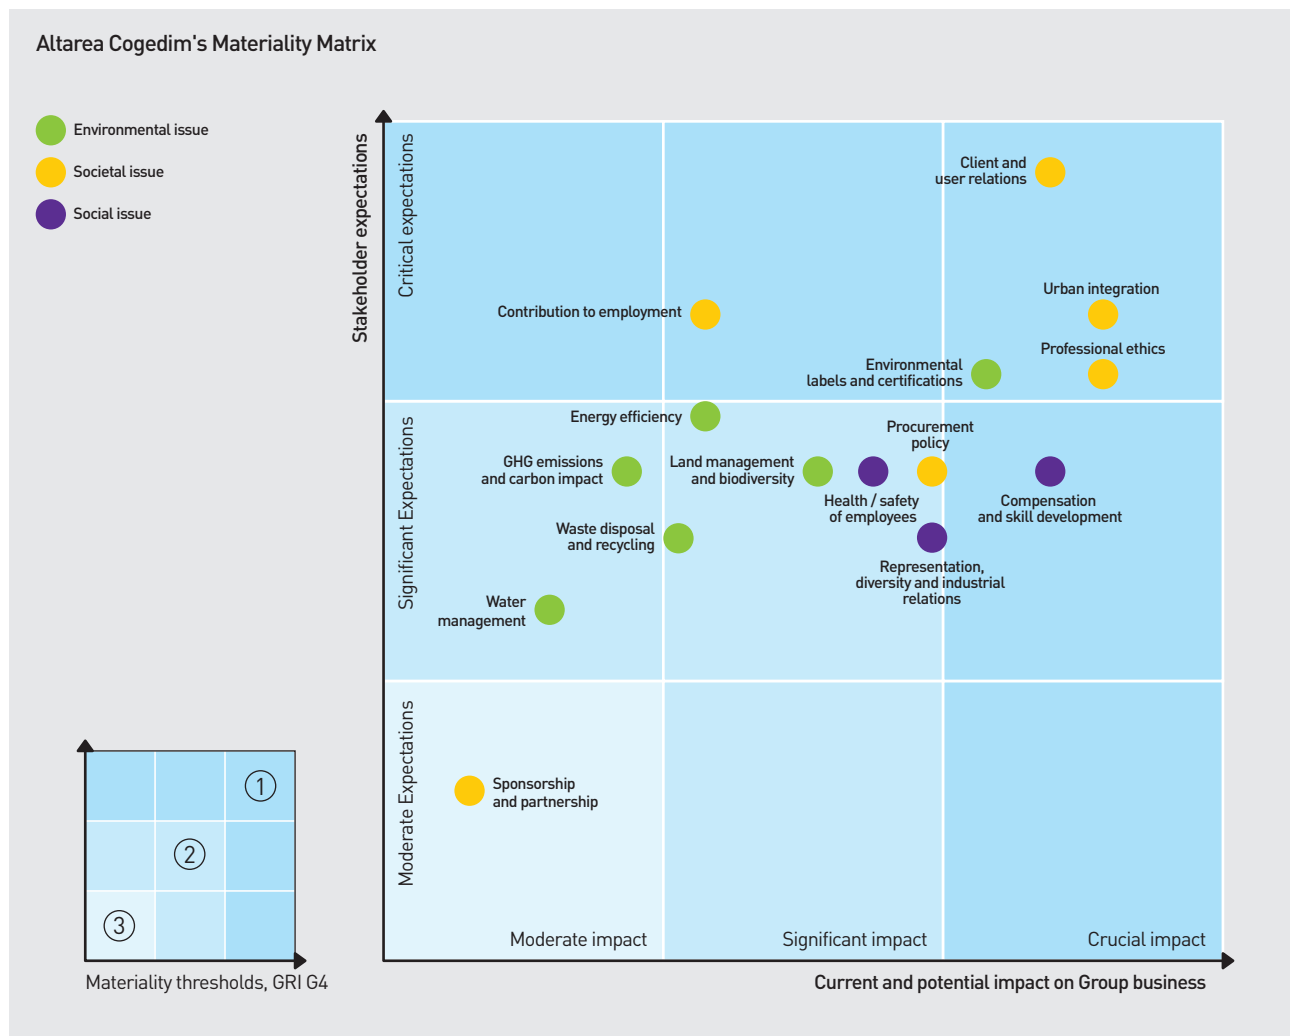 Altarea Cogedim's Materiality Matrix
Environmental issue
Societal issue
Social issue
Stakeholder expectations
Critical expectations
Significant Expectations
Moderate Expectations
Client and
user relations
Urban integration
Contribution to employment
Professional ethics
Environmental
labels and certifications
Energy efficiency
Procurement
policy
GHG emissions
and carbon impact
Land management
and biodiversity
Health / safety
of employees
Compensation
and skill development
Waste disposal
and recycling
Representation,
diversity and industrial
relations
Water
management
Sponsorship
and partnership
Moderate impact
Significant impact
Crucial impact
Current and potential impact on Group business
1
2
3
Materiality thresholds, GRI G4